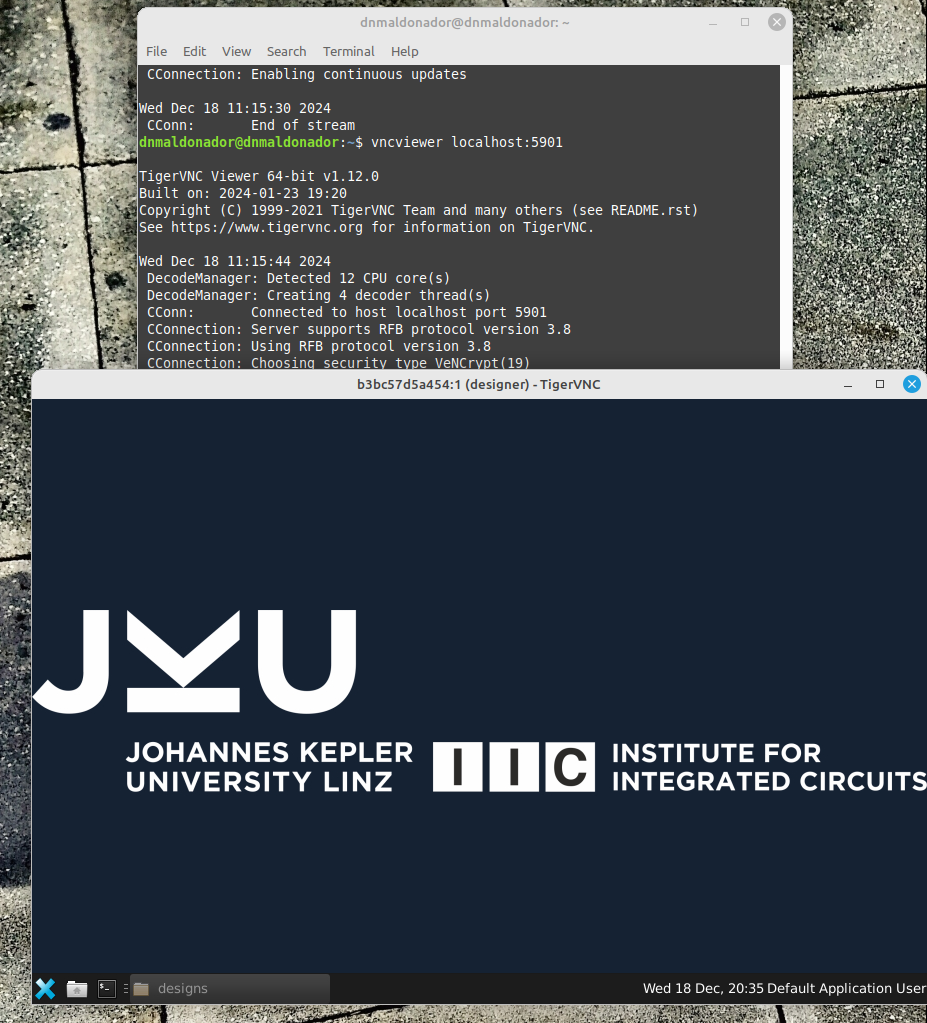 dnmaldonador@dnmaldonador: ~
File Edit View Search Terminal Help
CConnection: Enabling continuous updates
Wed Dec 18 11:15:30 2024
CConn: End of stream
dnmaldonador@dnmaldonador:~$ vncviewer localhost:5901
TigerVNC Viewer 64-bit v1.12.0
Built on: 2024-01-23 19:20
Copyright (C) 1999-2021 TigerVNC Team and many others (see README.rst)
See https://www.tigervnc.org for information on TigerVNC.
Wed Dec 18 11:15:44 2024
DecodeManager: Detected 12 CPU core(s)
DecodeManager: Creating 4 decoder thread(s)
CConn: Connected to host localhost port 5901
CConnection: Server supports RFB protocol version 3.8
CConnection: Using RFB protocol version 3.8
CConnection: Choosing security type VeNCrypt(19)
b3bc57d5a454:1 (designer) - TigerVNC
JKU
JOHANNES KEPLER
UNIVERSITY LINZ
IIC
INSTITUTE FOR
INTEGRATED CIRCUITS
designs
Wed 18 Dec, 20:35 Default Application User